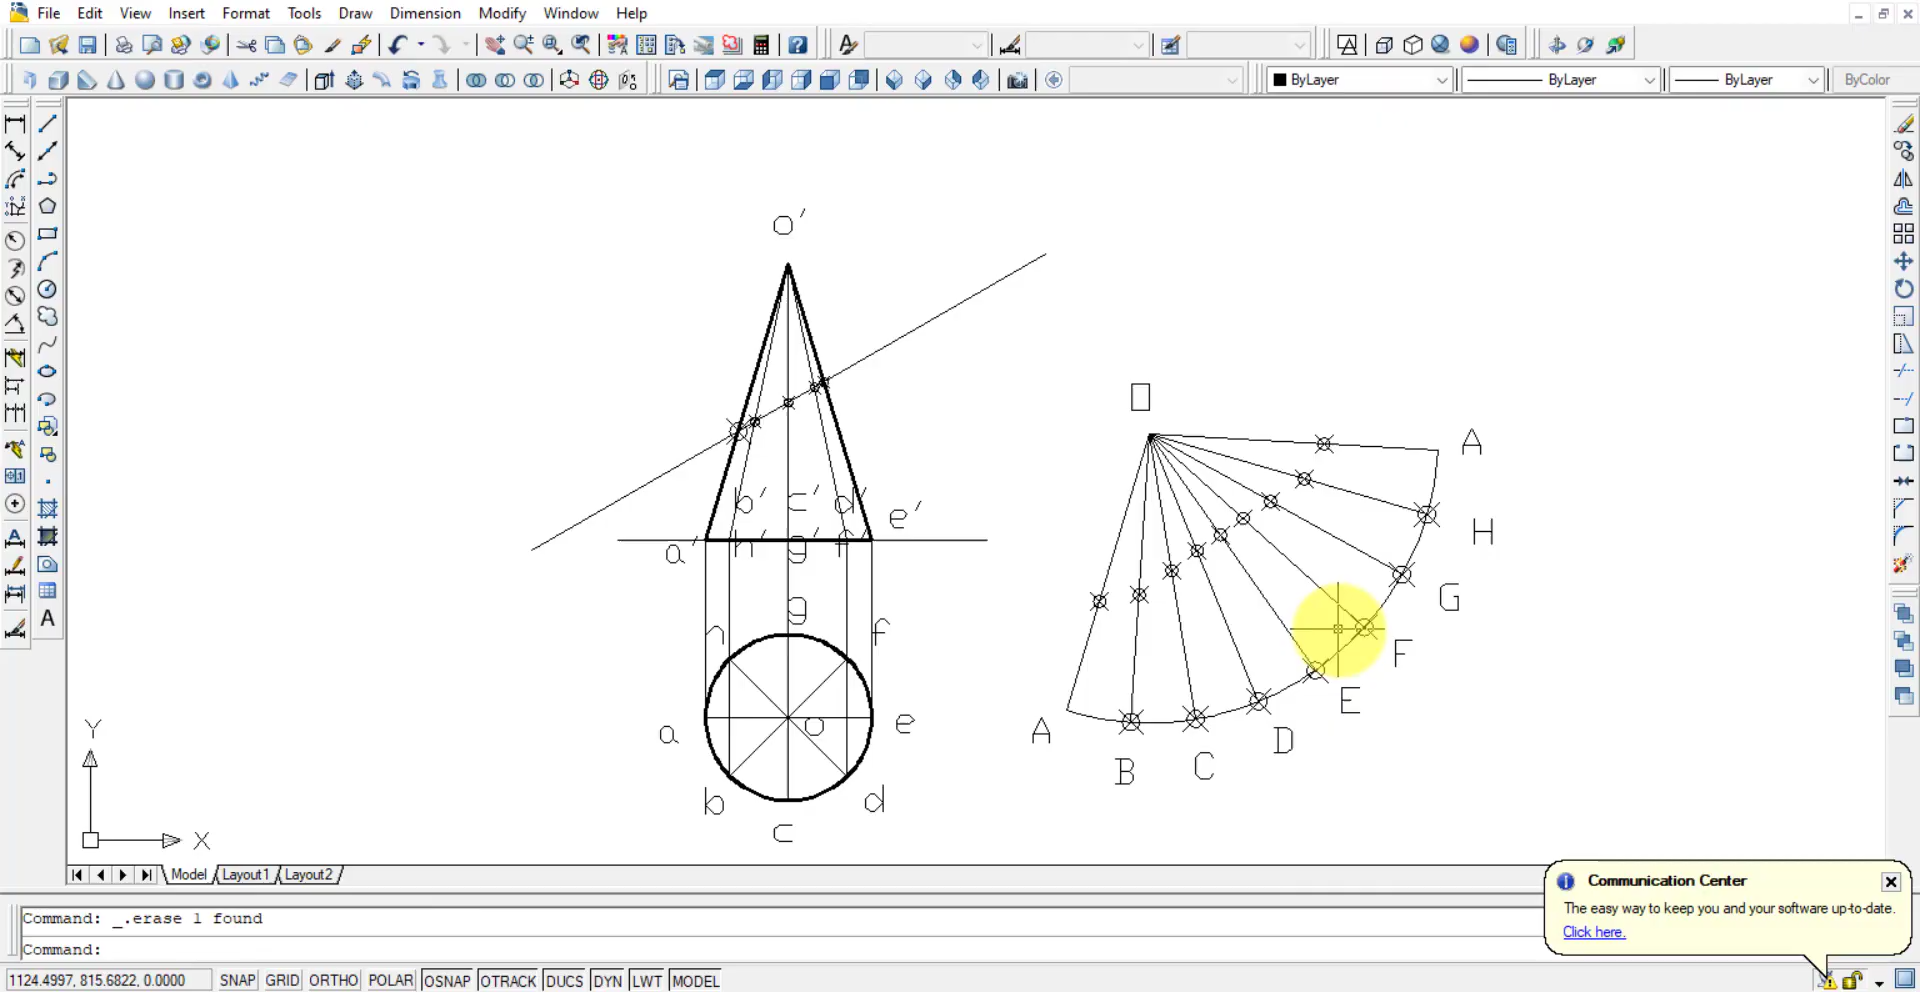 File Edit View Insert Format Tools Draw Dimension Modify Window Help
ByLayer ByLayer ByLayer ByColor
o'
O
A
b' c' d' e'
a' h' g' f'
H
g
G
h f
F
E
a o e
A
D
B C
b d
c
Y
X
Model Layout1 Layout2
Communication Center
The easy way to keep you and your software up-to-date.
Click here.
Command: _.erase 1 found
Command:
1124.4997, 815.6822, 0.0000 SNAP GRID ORTHO POLAR OSNAP OTRACK DUCS DYN LWT MODEL